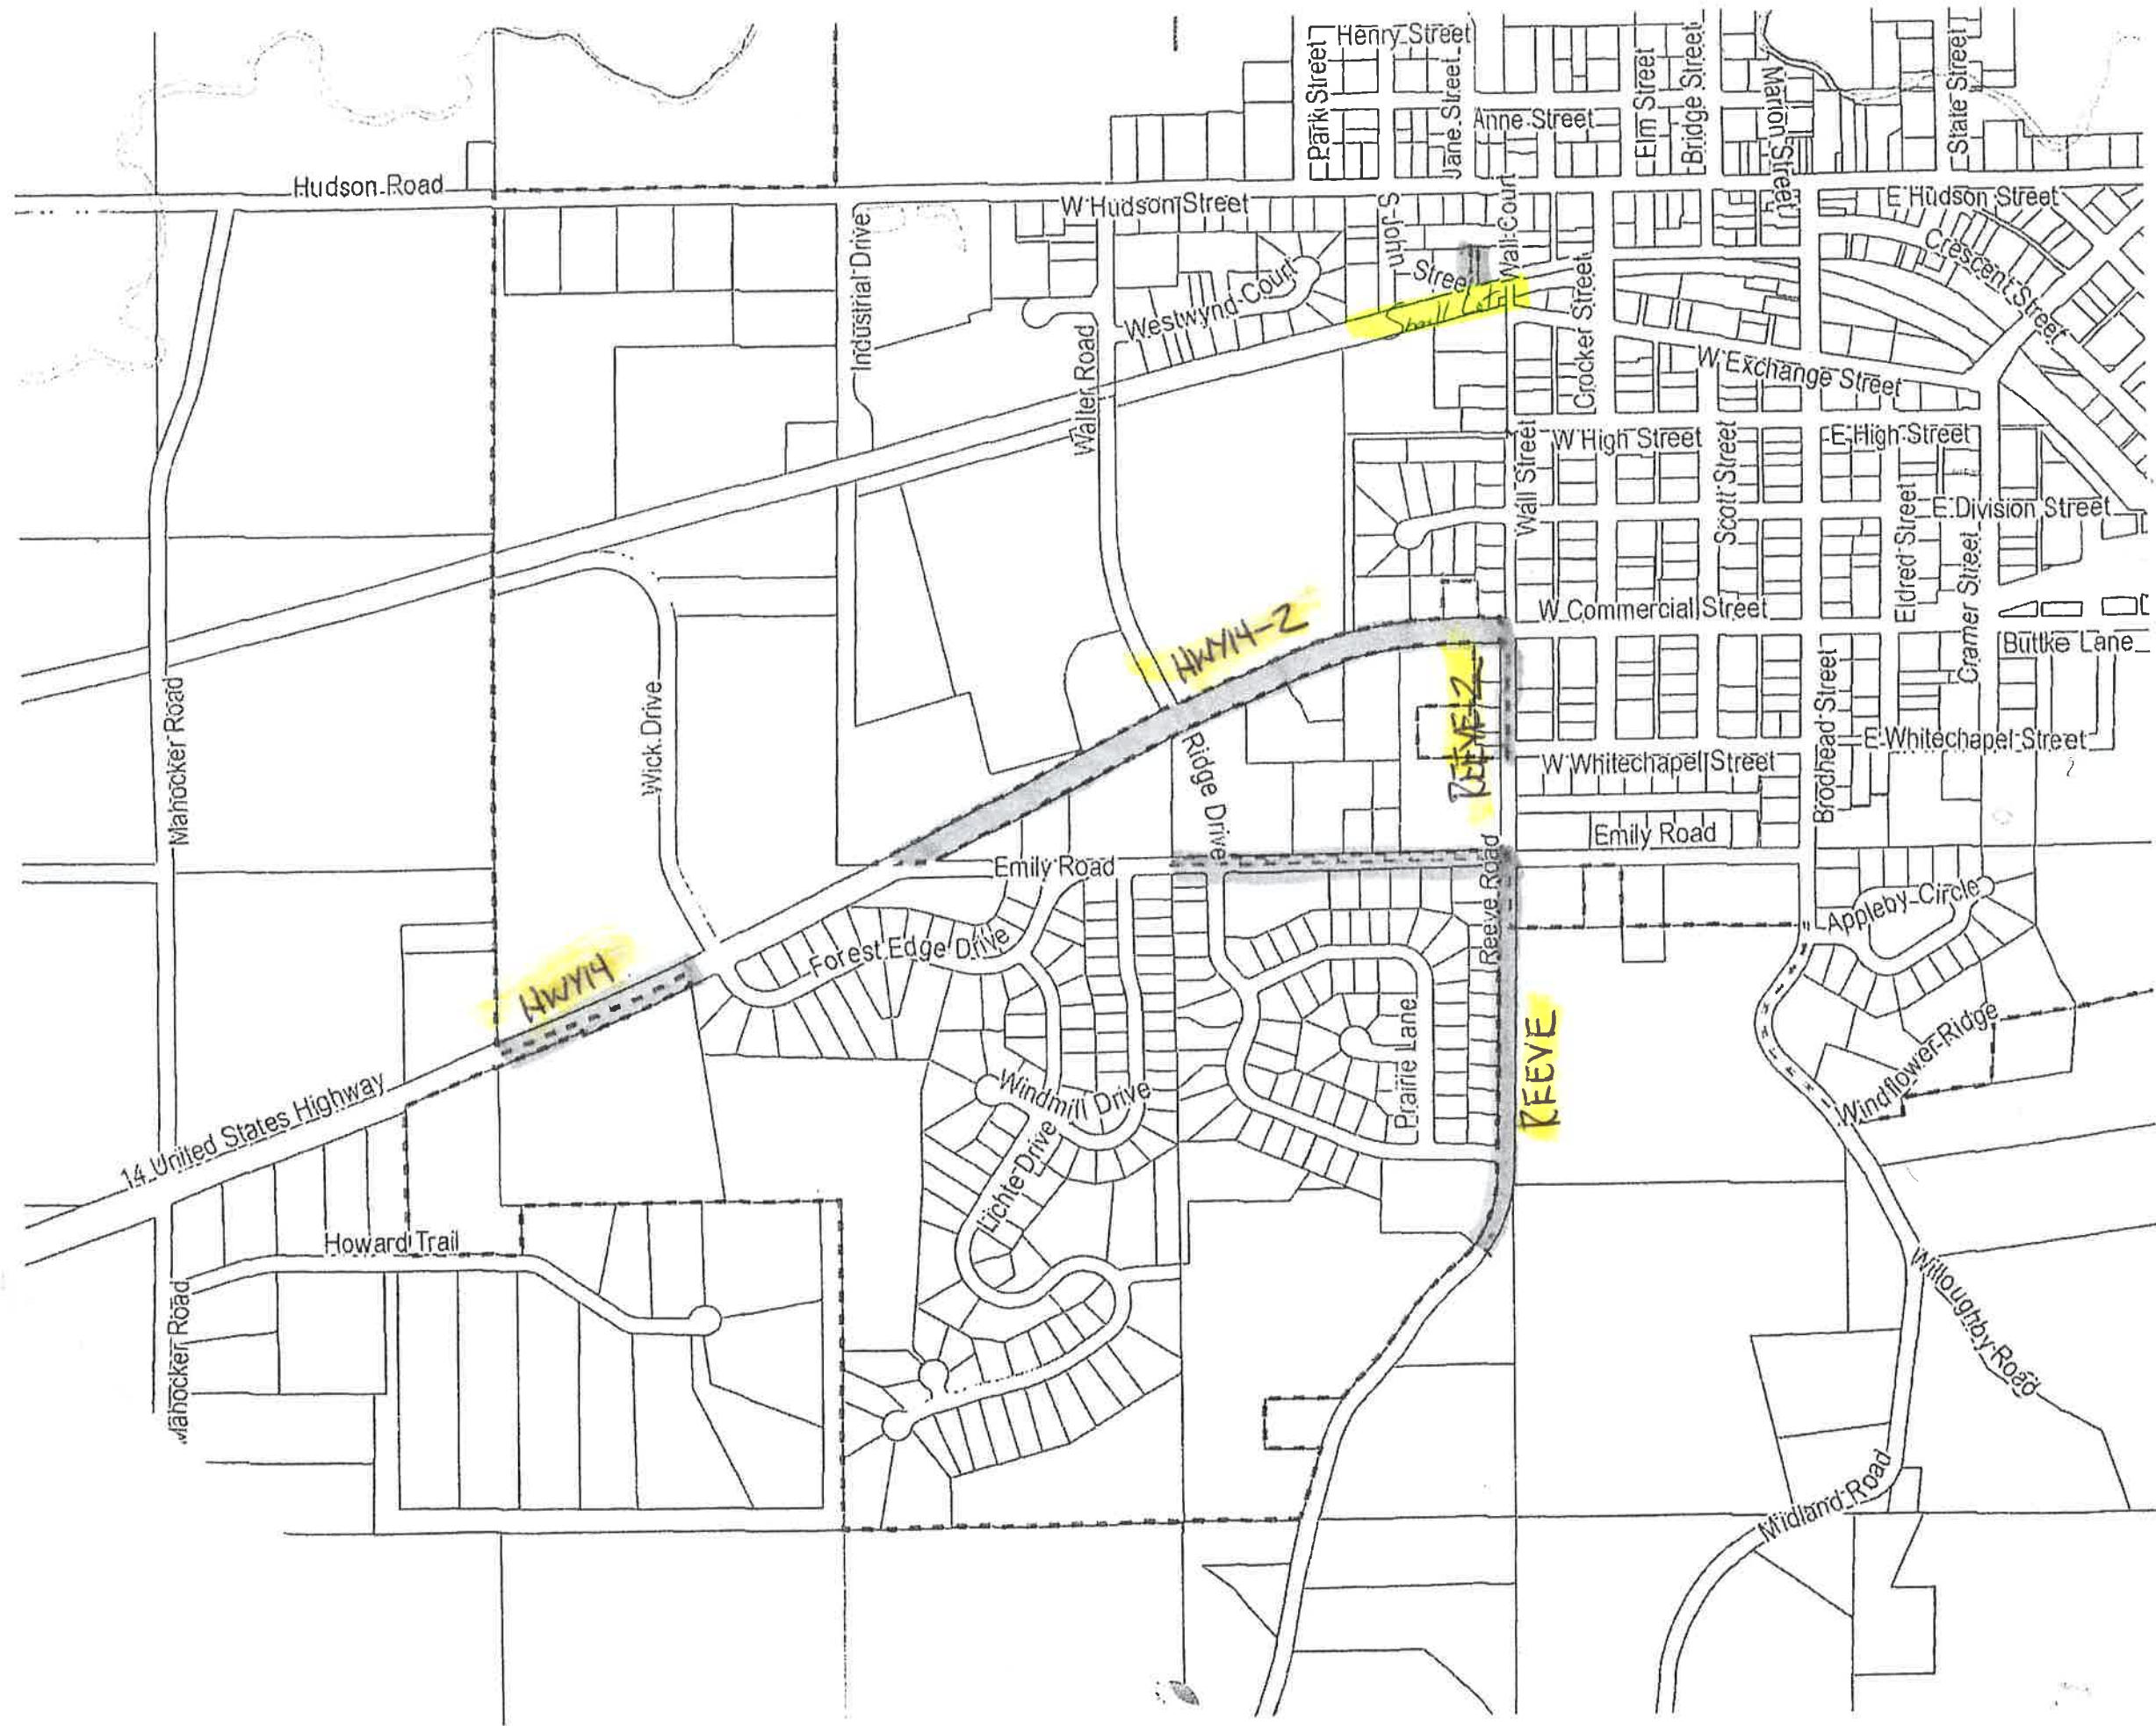 Henry Street
Park Street
Jane Street
Anne Street
Elm Street
Bridge Street
Marion Street
State Street
Hudson Road
W Hudson Street
E Hudson Street
S John
Street
Wall Court
Crescent Street
Industrial Drive
Westwynd Court
Walter Road
Crocker Street
W Exchange Street
W High Street
E High Street
Wall Street
Scott Street
Eldred Street
E Division Street
Cramer Street
HWY14-2
W Commercial Street
Buttke Lane
Mahocker Road
Wick Drive
Ridge Drive
REEVE-2
W Whitechapel Street
E Whitechapel Street
Brodhead Street
Emily Road
Emily Road
Reeve Road
Appleby Circle
Forest Edge Drive
HWY14
Prairie Lane
REEVE
Windflower Ridge
Windmill Drive
14 United States Highway
Lichte Drive
Howard Trail
Mahocker Road
Willoughby Road
Midland Road